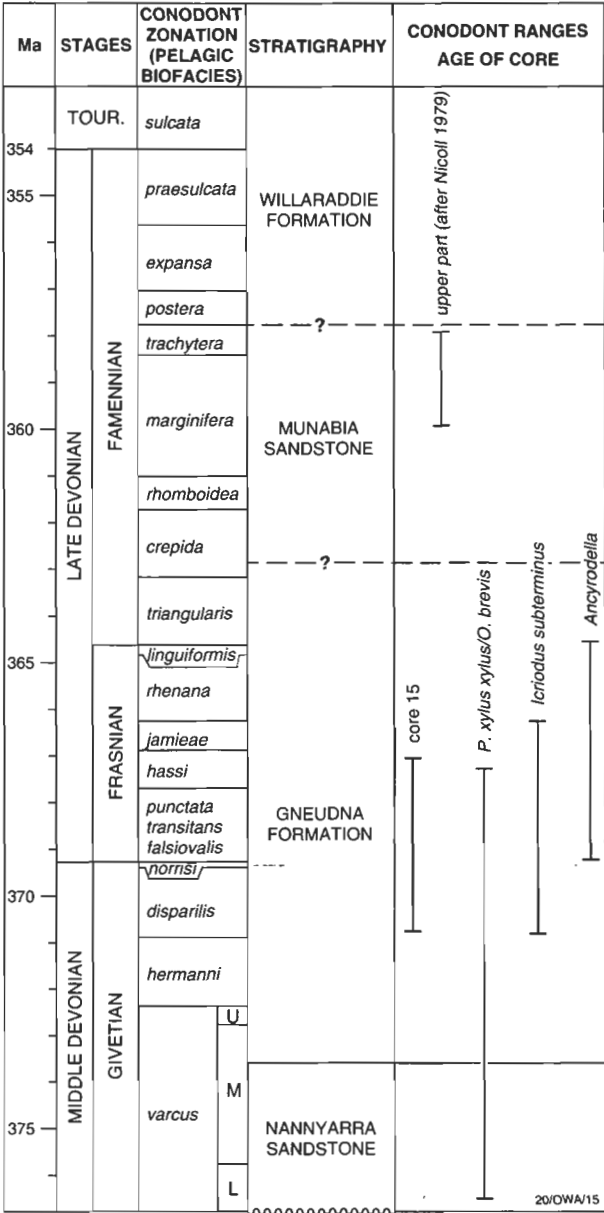 Ma
STAGES
CONODONT
ZONATION
(PELAGIC
BIOFACIES)
STRATIGRAPHY
CONODONT RANGES
AGE OF CORE
TOUR.
sulcata
354
355
360
365
370
375
LATE DEVONIAN
MIDDLE DEVONIAN
FAMENNIAN
FRASNIAN
GIVETIAN
praesulcata
expansa
postera
trachytera
marginifera
rhomboidea
crepida
triangularis
linguiformis
rhenana
jamieae
hassi
punctata
transitans
falsiovalis
norrisi
disparilis
hermanni
varcus
U
M
L
WILLARADDIE
FORMATION
?
MUNABIA
SANDSTONE
?
GNEUDNA
FORMATION
NANNYARRA
SANDSTONE
upper part (after Nicoll 1979)
core 15
P. xylus xylus/O. brevis
Icriodus subterminus
Ancyrodella
20/OWA/15